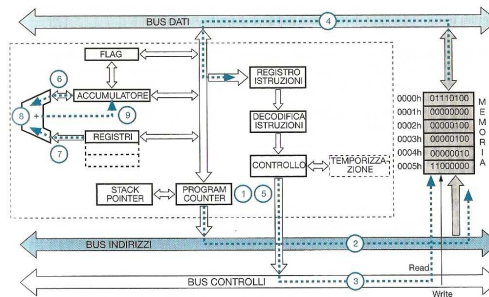 BUS DATI
4
FLAG
6
ACCUMULATORE
8
+
9
7
REGISTRI
REGISTRO
ISTRUZIONI
DECODIFICA
ISTRUZIONI
CONTROLLO
TEMPORIZZA-
ZIONE
STACK
POINTER
PROGRAM
COUNTER
1
5
0000h 01110100
0001h 00000000
0002h 00000100
0003h 00000100
0004h 00000010
0005h 11000000
MEMORIA
BUS INDIRIZZI
2
Read
BUS CONTROLLI
3
Write